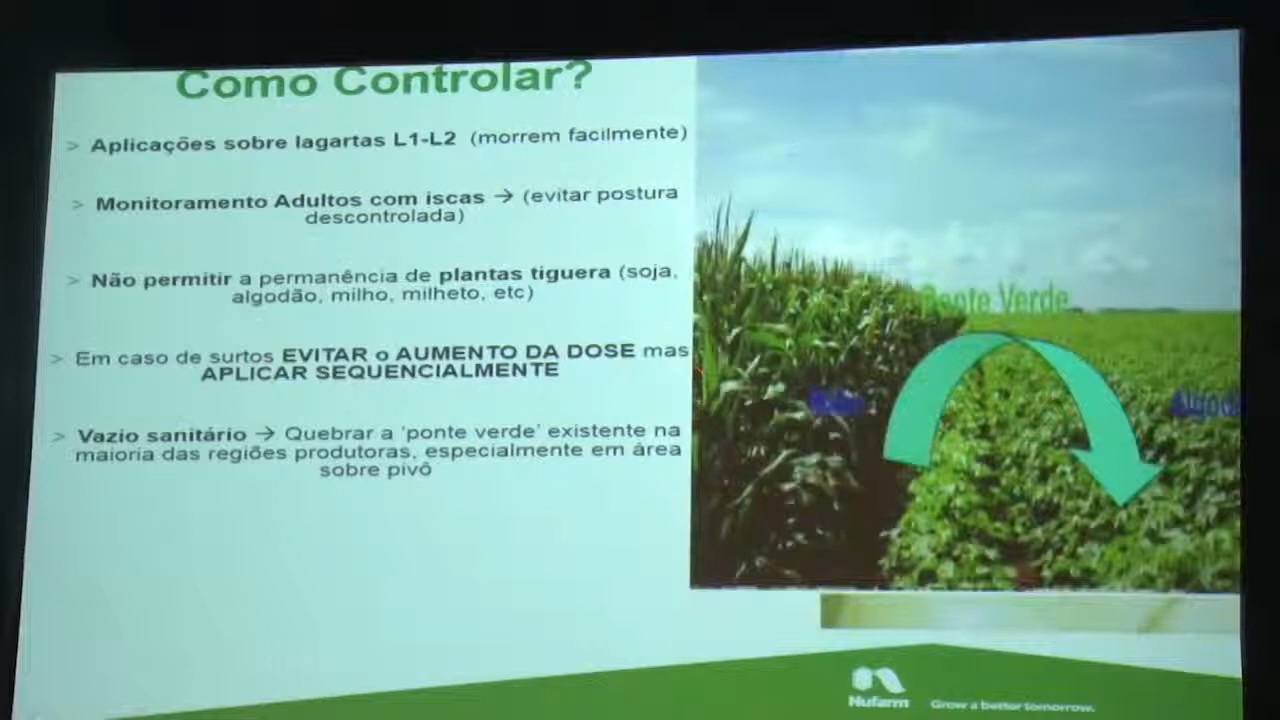 Como Controlar?
> Aplicações sobre lagartas L1-L2 (morrem facilmente)
> Monitoramento Adultos com iscas → (evitar postura
descontrolada)
> Não permitir a permanência de plantas tiguera (soja,
algodão, milho, milheto, etc)
> Em caso de surtos EVITAR o AUMENTO DA DOSE mas
APLICAR SEQUENCIALMENTE
> Vazio sanitário → Quebrar a 'ponte verde' existente na
maioria das regiões produtoras, especialmente em área
sobre pivô
Ponte Verde
Nufarm
Grow a better tomorrow.